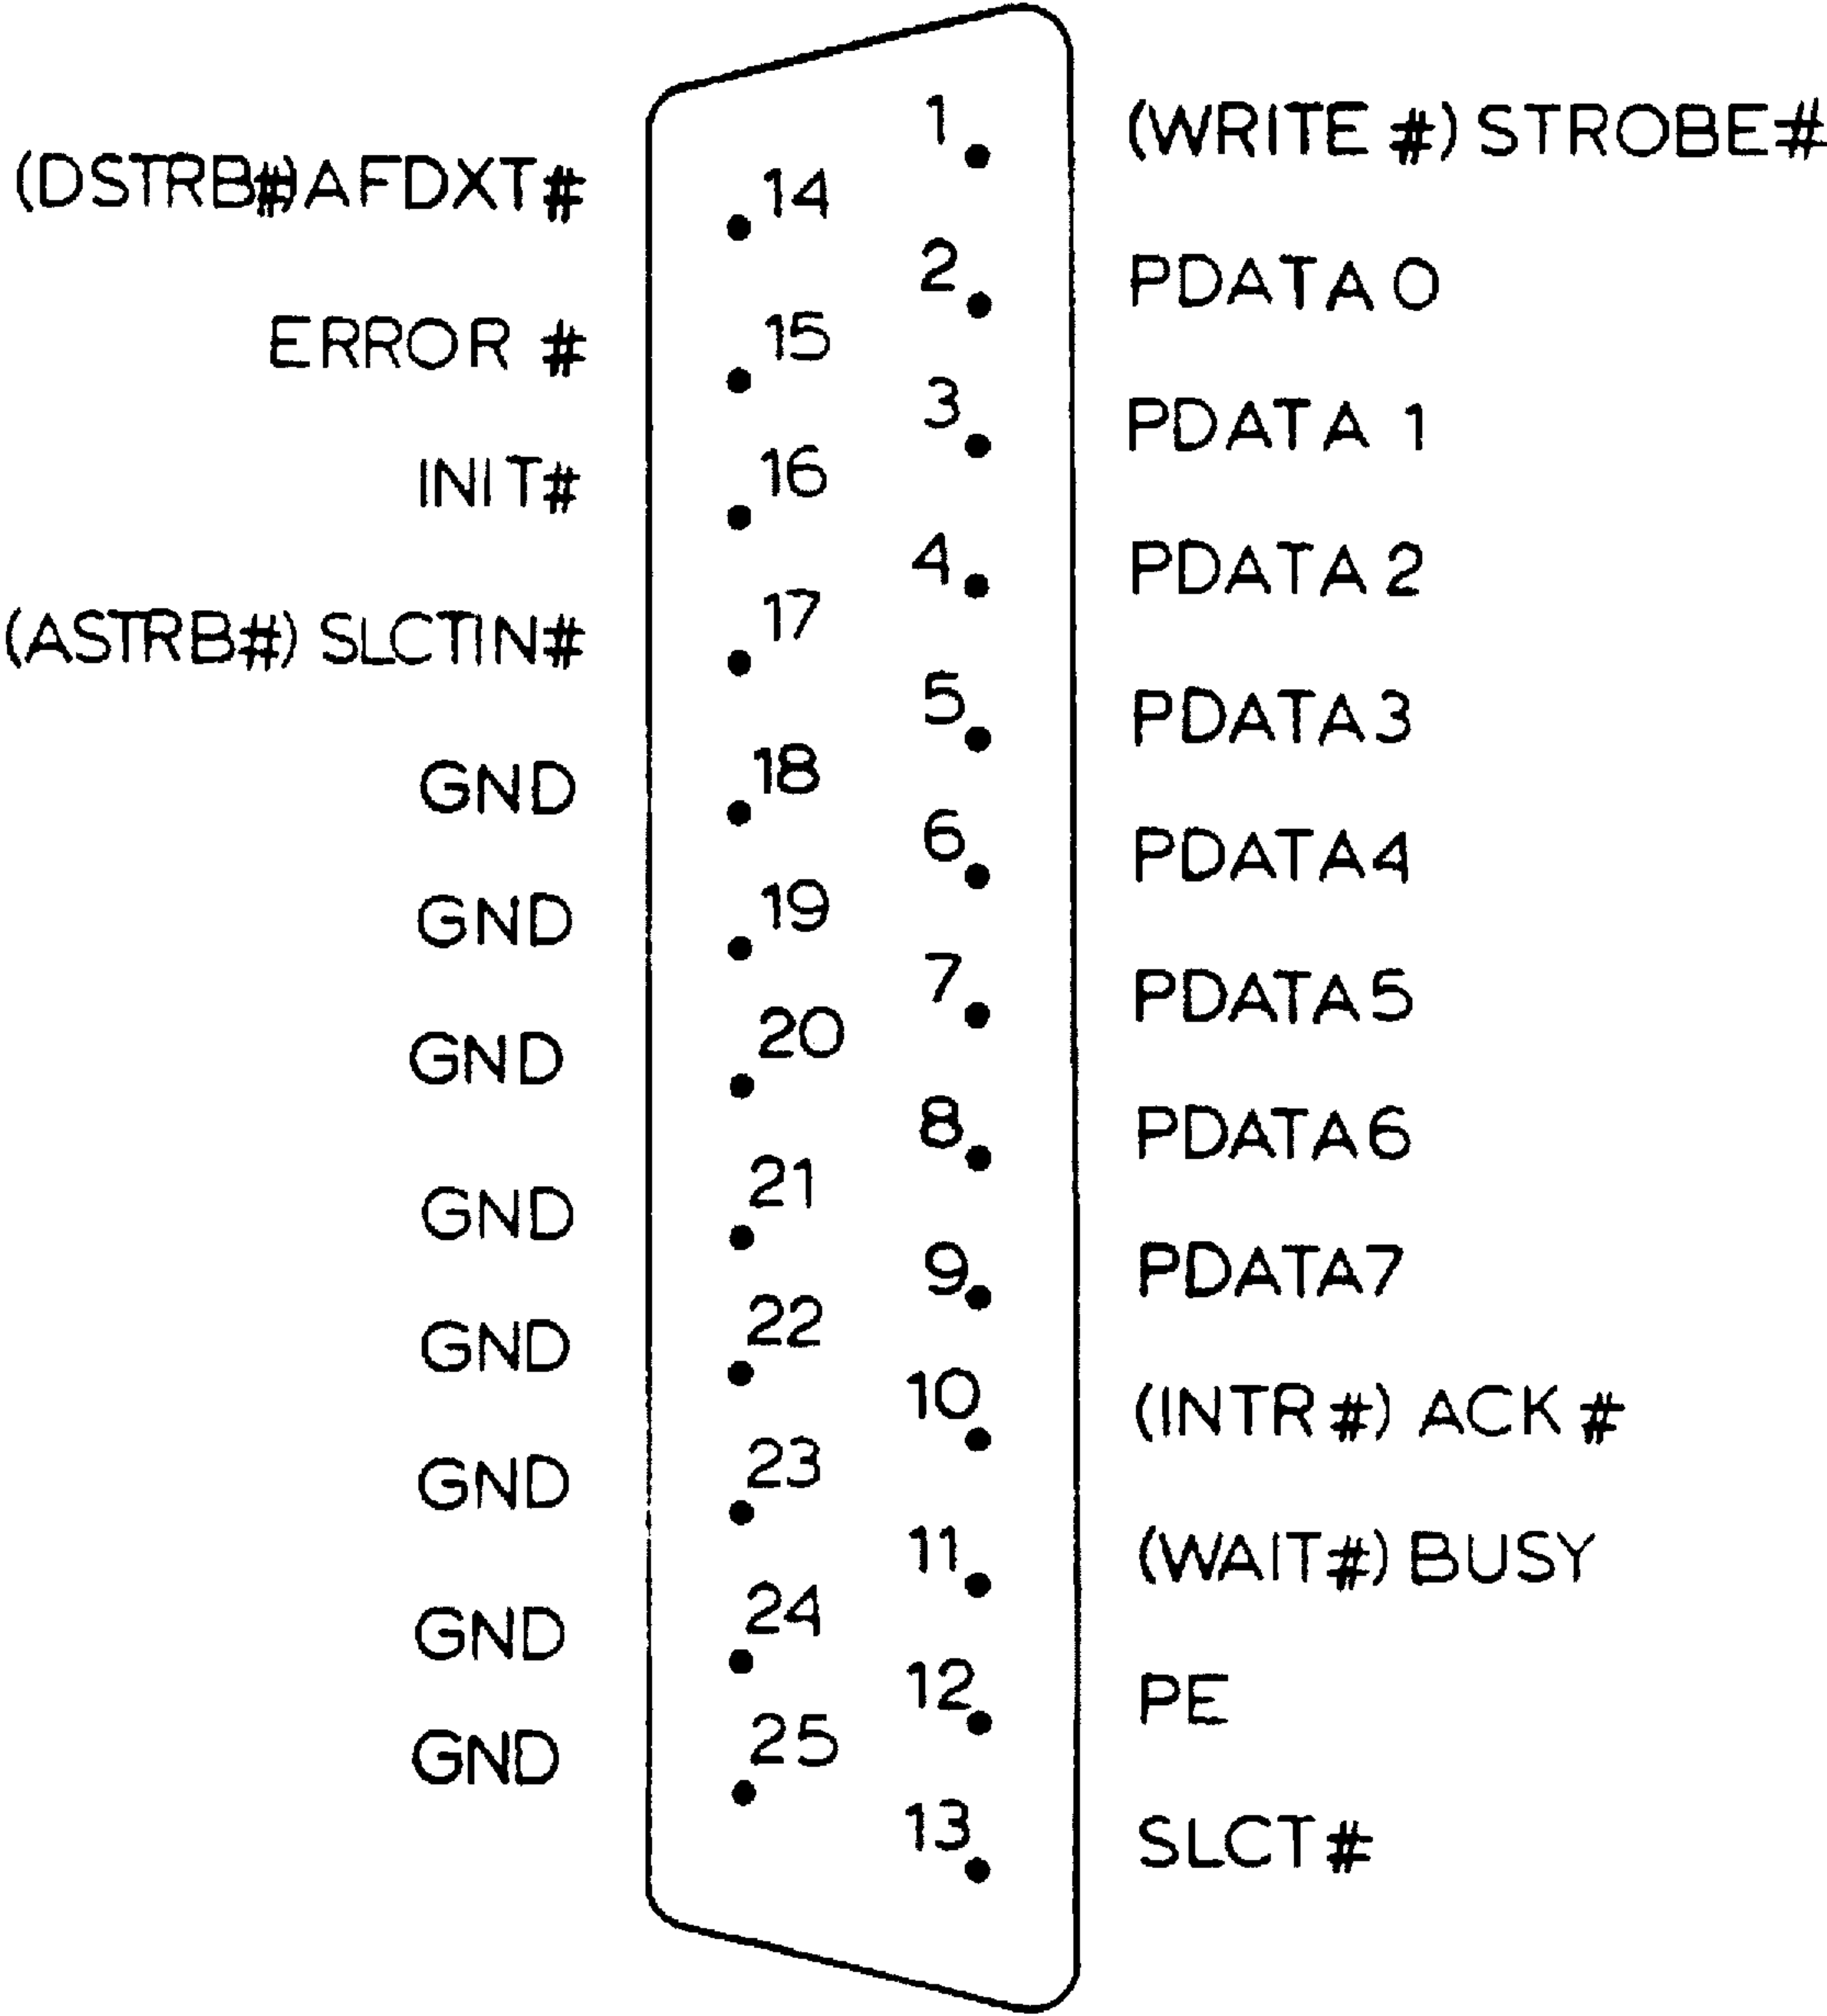 1 (WRITE #) STROBE#
(DSTRB#)AFDXT# 14
2 PDATA 0
ERROR # 15
3 PDATA 1
INIT# 16
4 PDATA 2
(ASTRB#) SLCTIN# 17
5 PDATA3
GND 18
6 PDATA4
GND 19
7 PDATA5
GND 20
8 PDATA6
GND 21
9 PDATA7
GND 22
10 (INTR #) ACK #
GND 23
11 (WAIT#) BUSY
GND 24
12 PE
GND 25
13 SLCT#